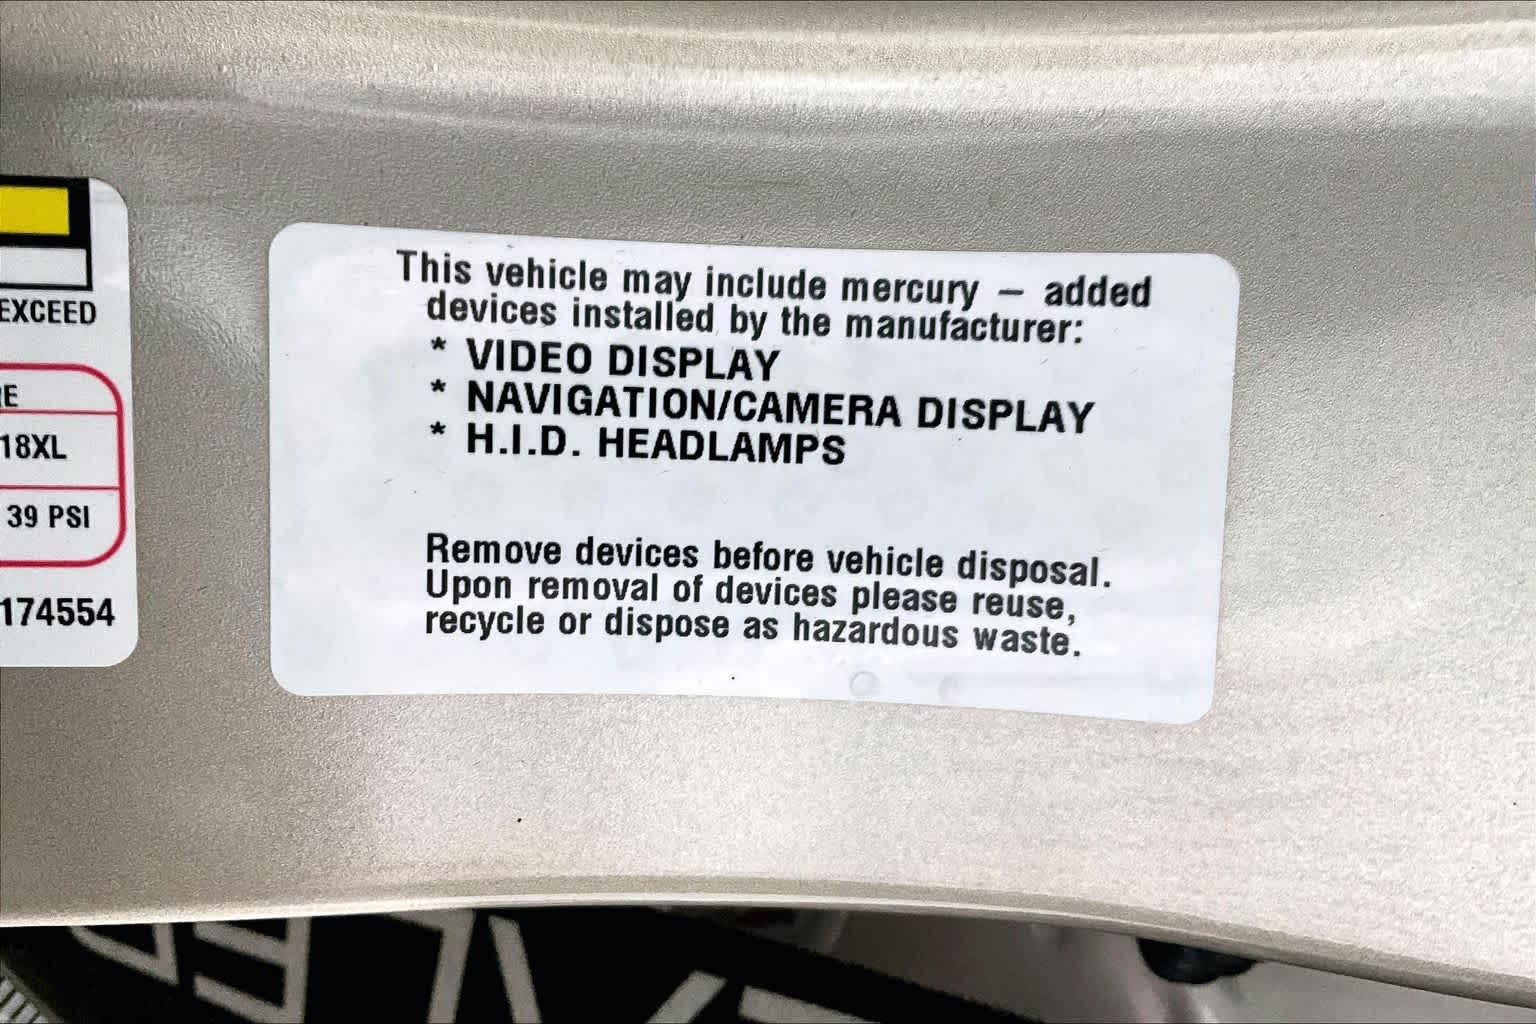 EXCEED
18XL
39 PSI
174554
This vehicle may include mercury – added
devices installed by the manufacturer:
* VIDEO DISPLAY
* NAVIGATION/CAMERA DISPLAY
* H.I.D. HEADLAMPS
Remove devices before vehicle disposal.
Upon removal of devices please reuse,
recycle or dispose as hazardous waste.